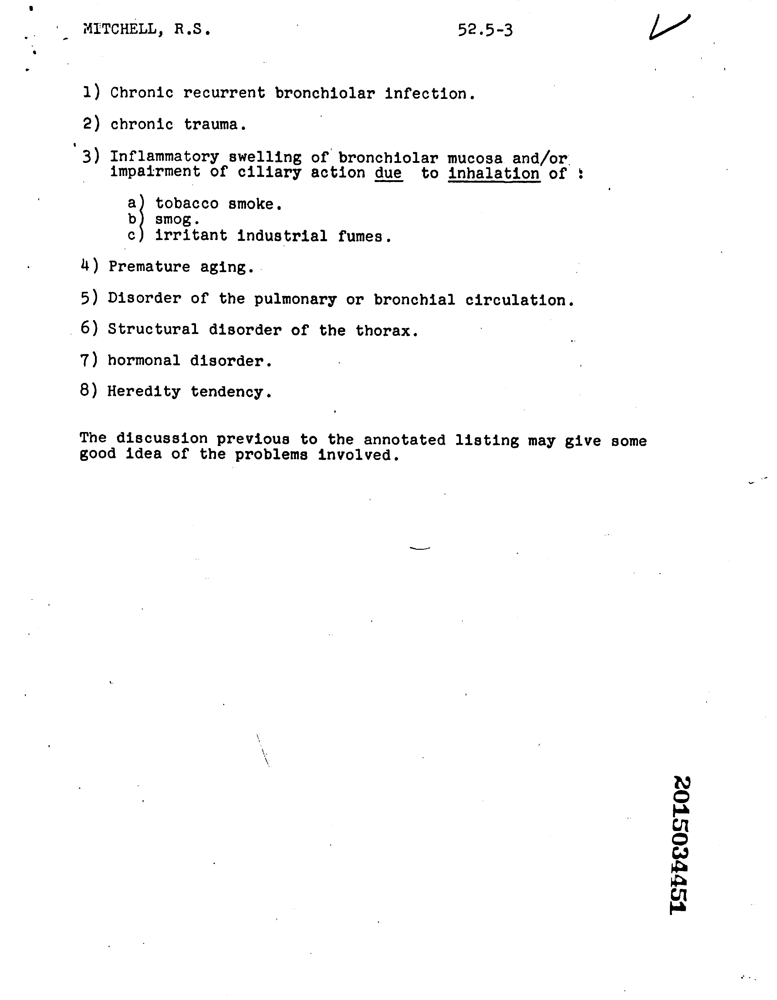 MITCHELL, R.S. 52.5-3
1) Chronic recurrent bronchiolar infection.
2) chronic trauma.
3) Inflammatory swelling of bronchiolar mucosa and/or
impairment of ciliary action due to inhalation of :
a) tobacco smoke.
b) smog.
c) irritant industrial fumes.
4) Premature aging.
5) Disorder of the pulmonary or bronchial circulation.
6) Structural disorder of the thorax.
7) hormonal disorder.
8) Heredity tendency.
The discussion previous to the annotated listing may give some
good idea of the problems involved.
2015034451